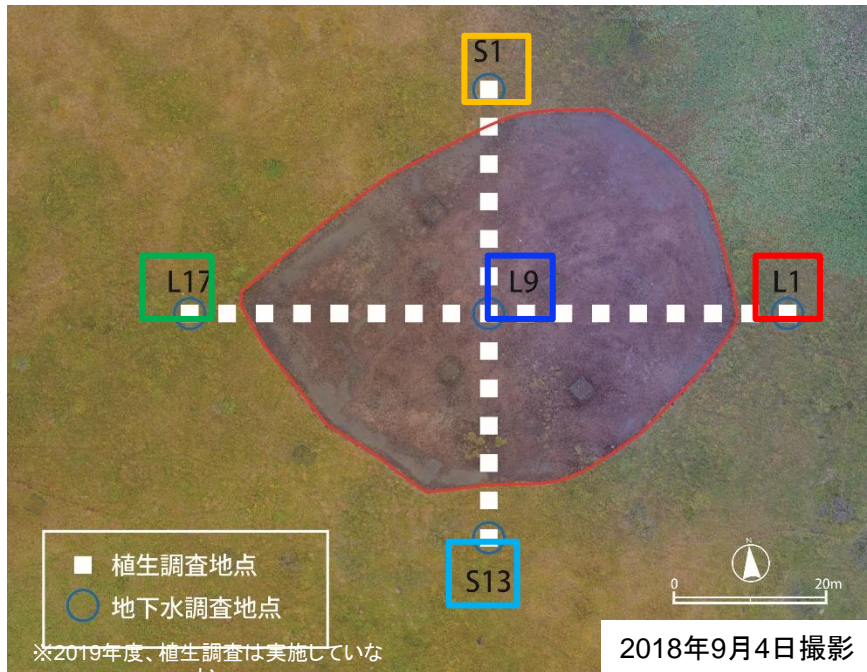 S1
L17
L9
L1
S13
植生調査地点
地下水調査地点
※2019年度、植生調査は実施していな
N
0
20m
2018年9月4日撮影